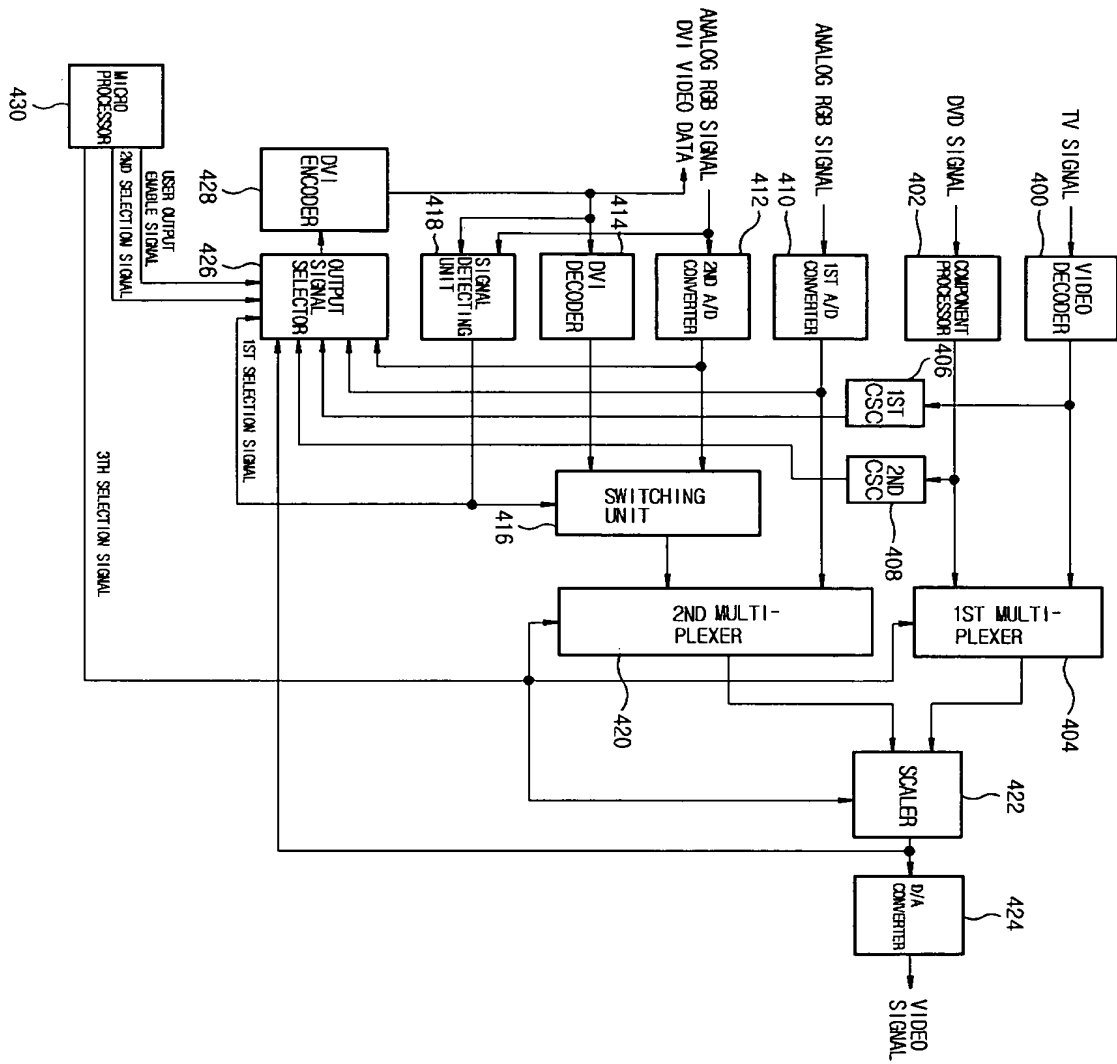 TV SIGNAL
400
VIDEO
DECODER
DVD SIGNAL
402
COMPONENT
PROCESSOR
406
1ST
CSC
2ND
CSC
408
1ST MULTI-
PLEXER
404
ANALOG RGB SIGNAL
410
1ST A/D
CONVERTER
ANALOG RGB SIGNAL
DVI VIDEO DATA
412
2ND A/D
CONVERTER
414
DVI
DECODER
418
SIGNAL
DETECTING
UNIT
SWITCHING
UNIT
416
2ND MULTI-
PLEXER
420
SCALER
422
D/A
CONVERTER
424
VIDEO
SIGNAL
428
DVI
ENCODER
426
OUTPUT
SIGNAL
SELECTOR
1ST SELECTION SIGNAL
USER OUTPUT
ENABLE SIGNAL
2ND SELECTION SIGNAL
MICRO
PROCESSOR
430
3TH SELECTION SIGNAL